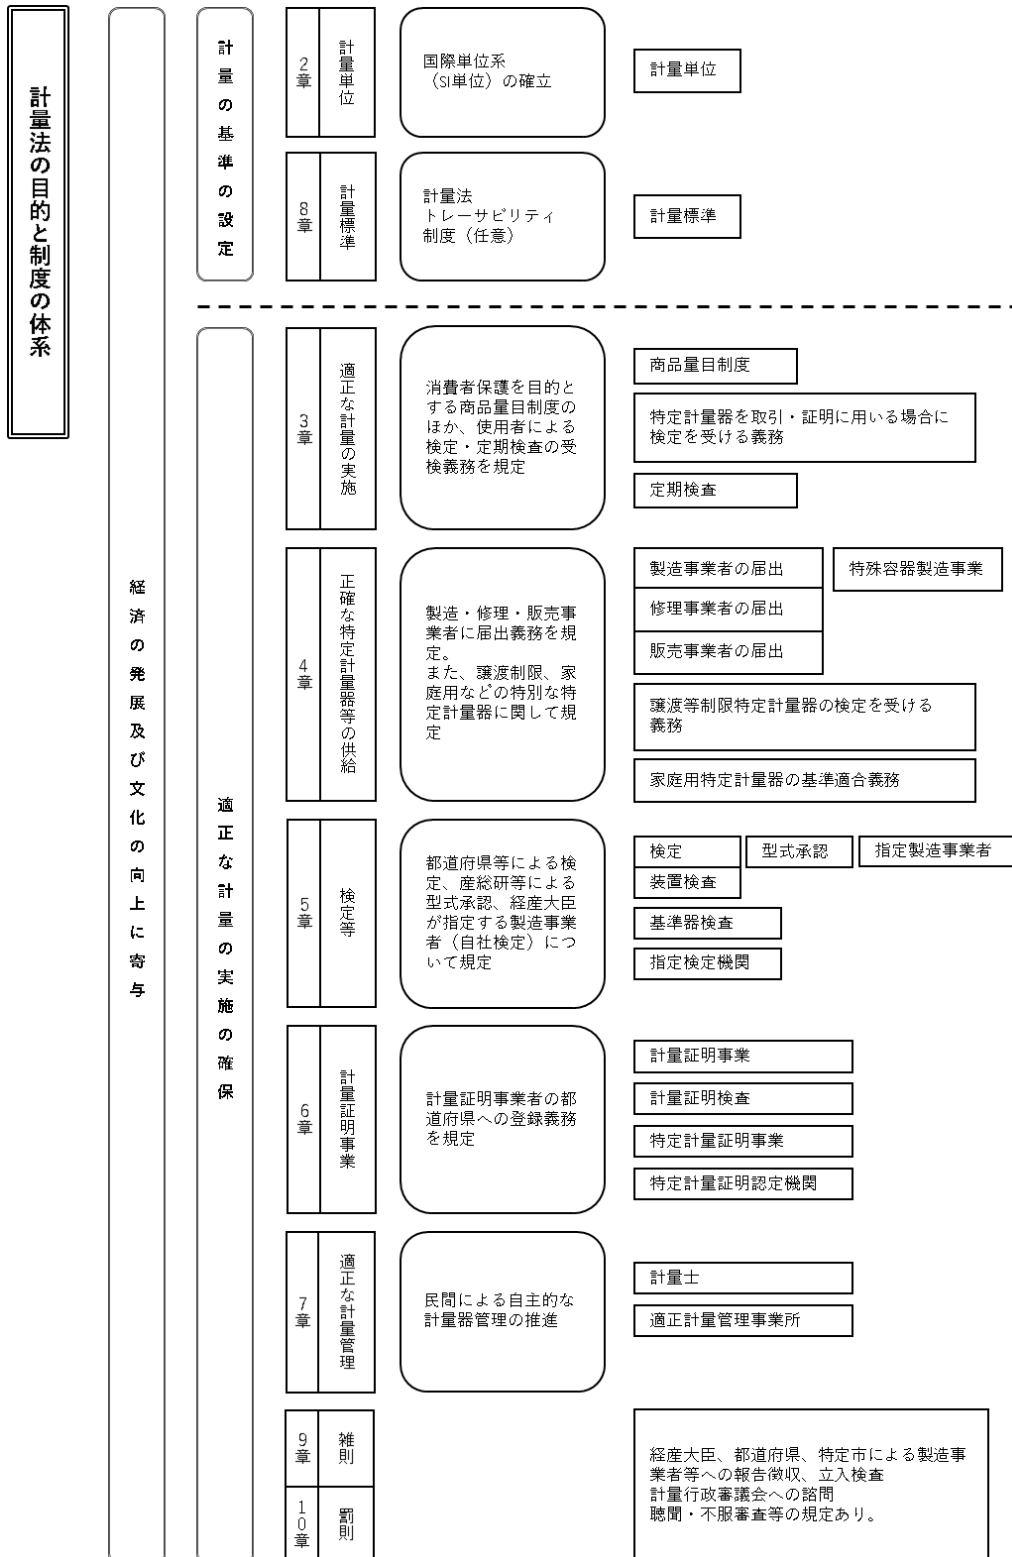 計量法の目的と制度の体系
経済の発展及び文化の向上に寄与
計量の基準の設定
2章
計量単位
国際単位系
（SI単位）の確立
計量単位
8章
計量標準
計量法
トレーサビリティ
制度（任意）
計量標準
適正な計量の実施の確保
3章
適正な計量の実施
消費者保護を目的と
する商品量目制度の
ほか、使用者による
検定・定期検査の受
検義務を規定
商品量目制度
特定計量器を取引・証明に用いる場合に
検定を受ける義務
定期検査
4章
正確な特定計量器等の供給
製造・修理・販売事
業者に届出義務を規
定。
また、譲渡制限、家
庭用などの特別な特
定計量器に関して規
定
製造事業者の届出
特殊容器製造事業
修理事業者の届出
販売事業者の届出
譲渡等制限特定計量器の検定を受ける
義務
家庭用特定計量器の基準適合義務
5章
検定等
都道府県等による検
定、産総研等による
型式承認、経産大臣
が指定する製造事業
者（自社検定）につ
いて規定
検定
型式承認
指定製造事業者
装置検査
基準器検査
指定検定機関
6章
計量証明事業
計量証明事業者の都
道府県への登録義務
を規定
計量証明事業
計量証明検査
特定計量証明事業
特定計量証明認定機関
7章
適正な計量管理
民間による自主的な
計量器管理の推進
計量士
適正計量管理事業所
9章
雑則
10章
罰則
経産大臣、都道府県、特定市による製造事
業者等への報告徴収、立入検査
計量行政審議会への諮問
聴聞・不服審査等の規定あり。